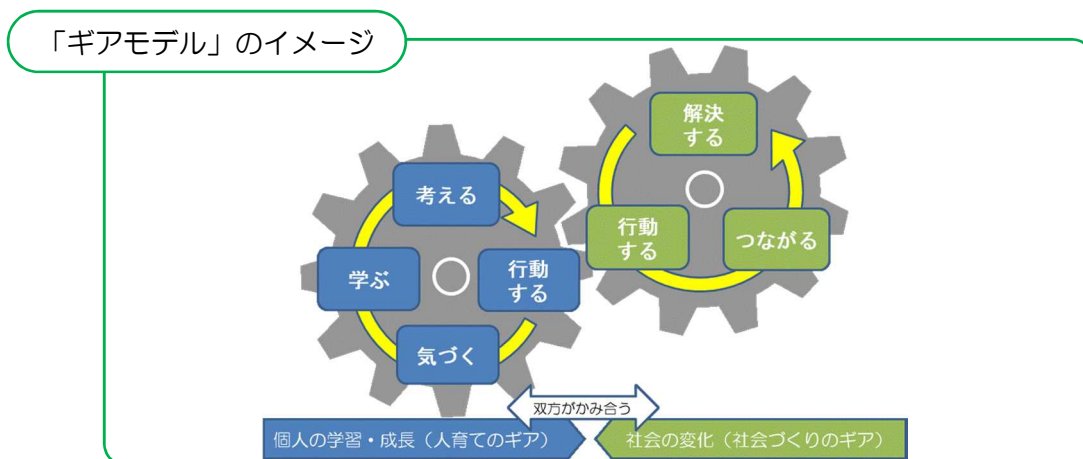 「ギアモデル」のイメージ
解決
する
考える
行動
する
つながる
学ぶ
行動
する
気づく
双方がかみ合う
個人の学習・成長（人育てのギア）
社会の変化（社会づくりのギア）